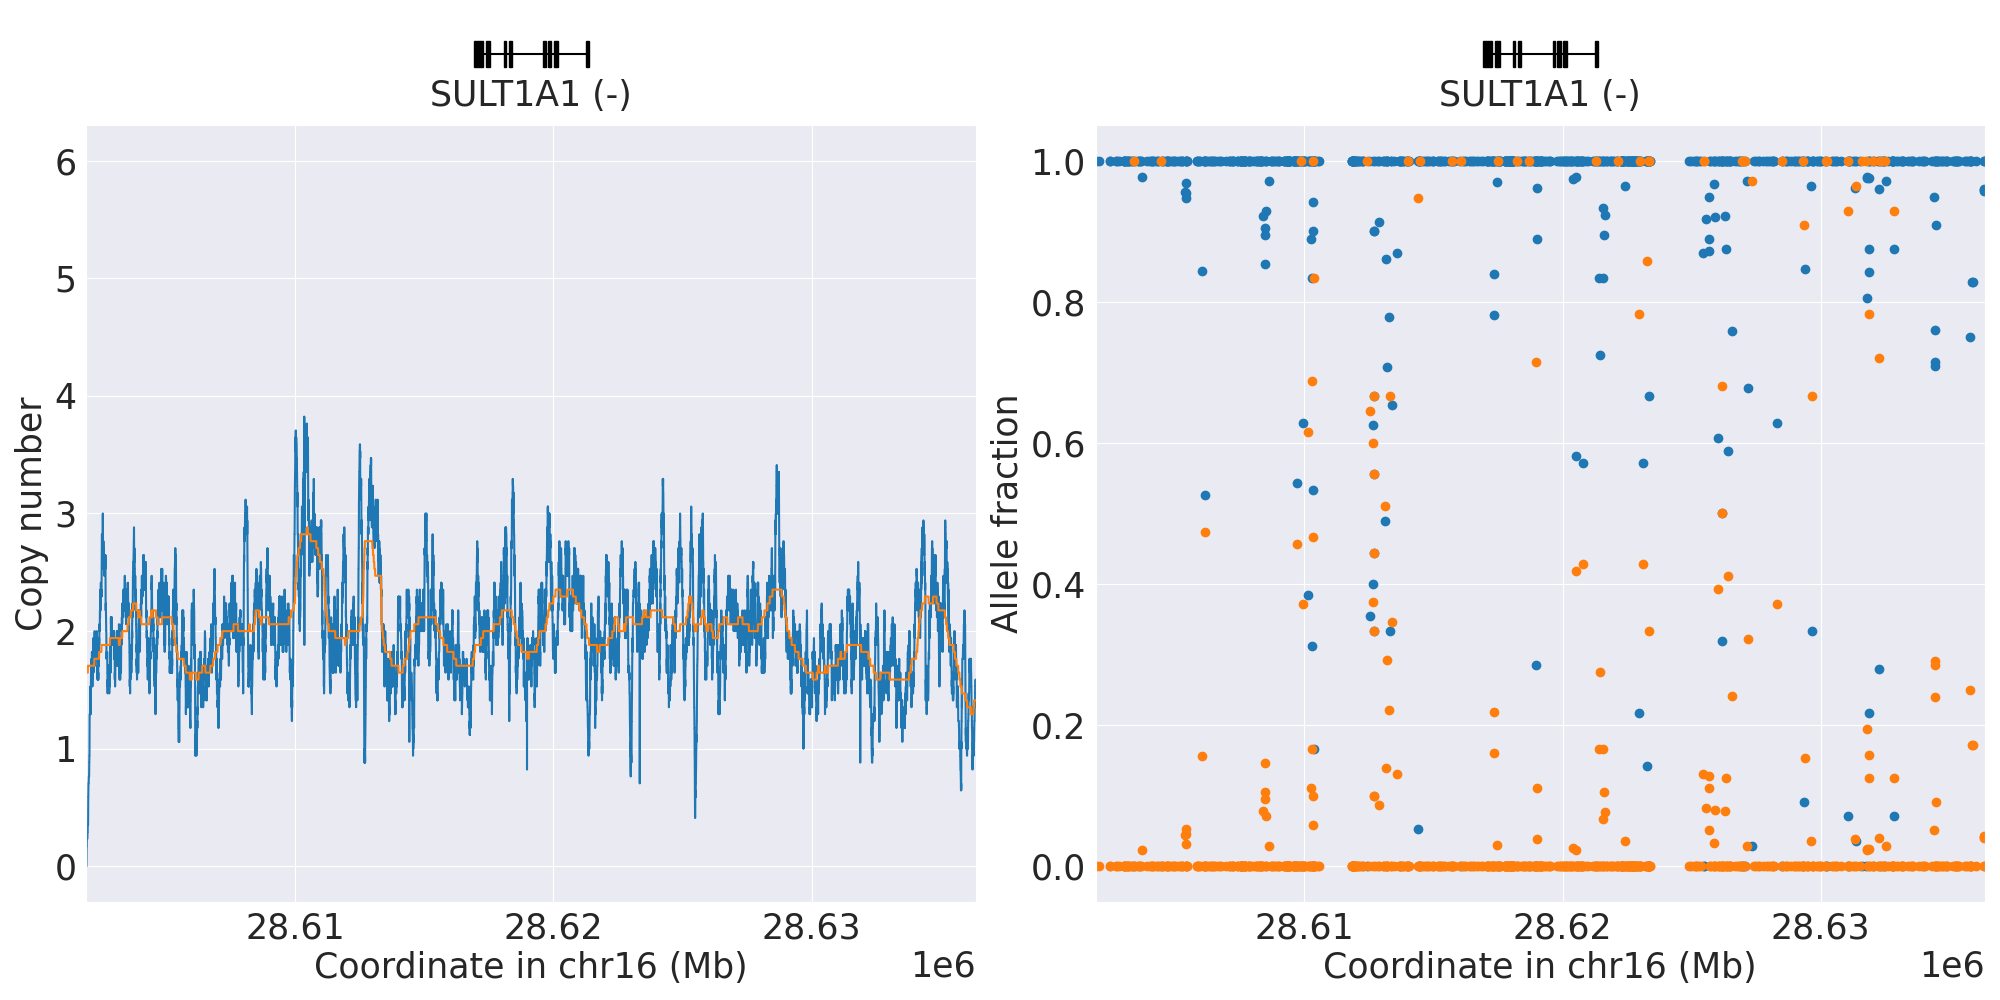 SULT1A1 (-)
Copy number
6
5
4
3
2
1
0
28.61
28.62
28.63
Coordinate in chr16 (Mb)
1e6
SULT1A1 (-)
Allele fraction
1.0
0.8
0.6
0.4
0.2
0.0
28.61
28.62
28.63
Coordinate in chr16 (Mb)
1e6